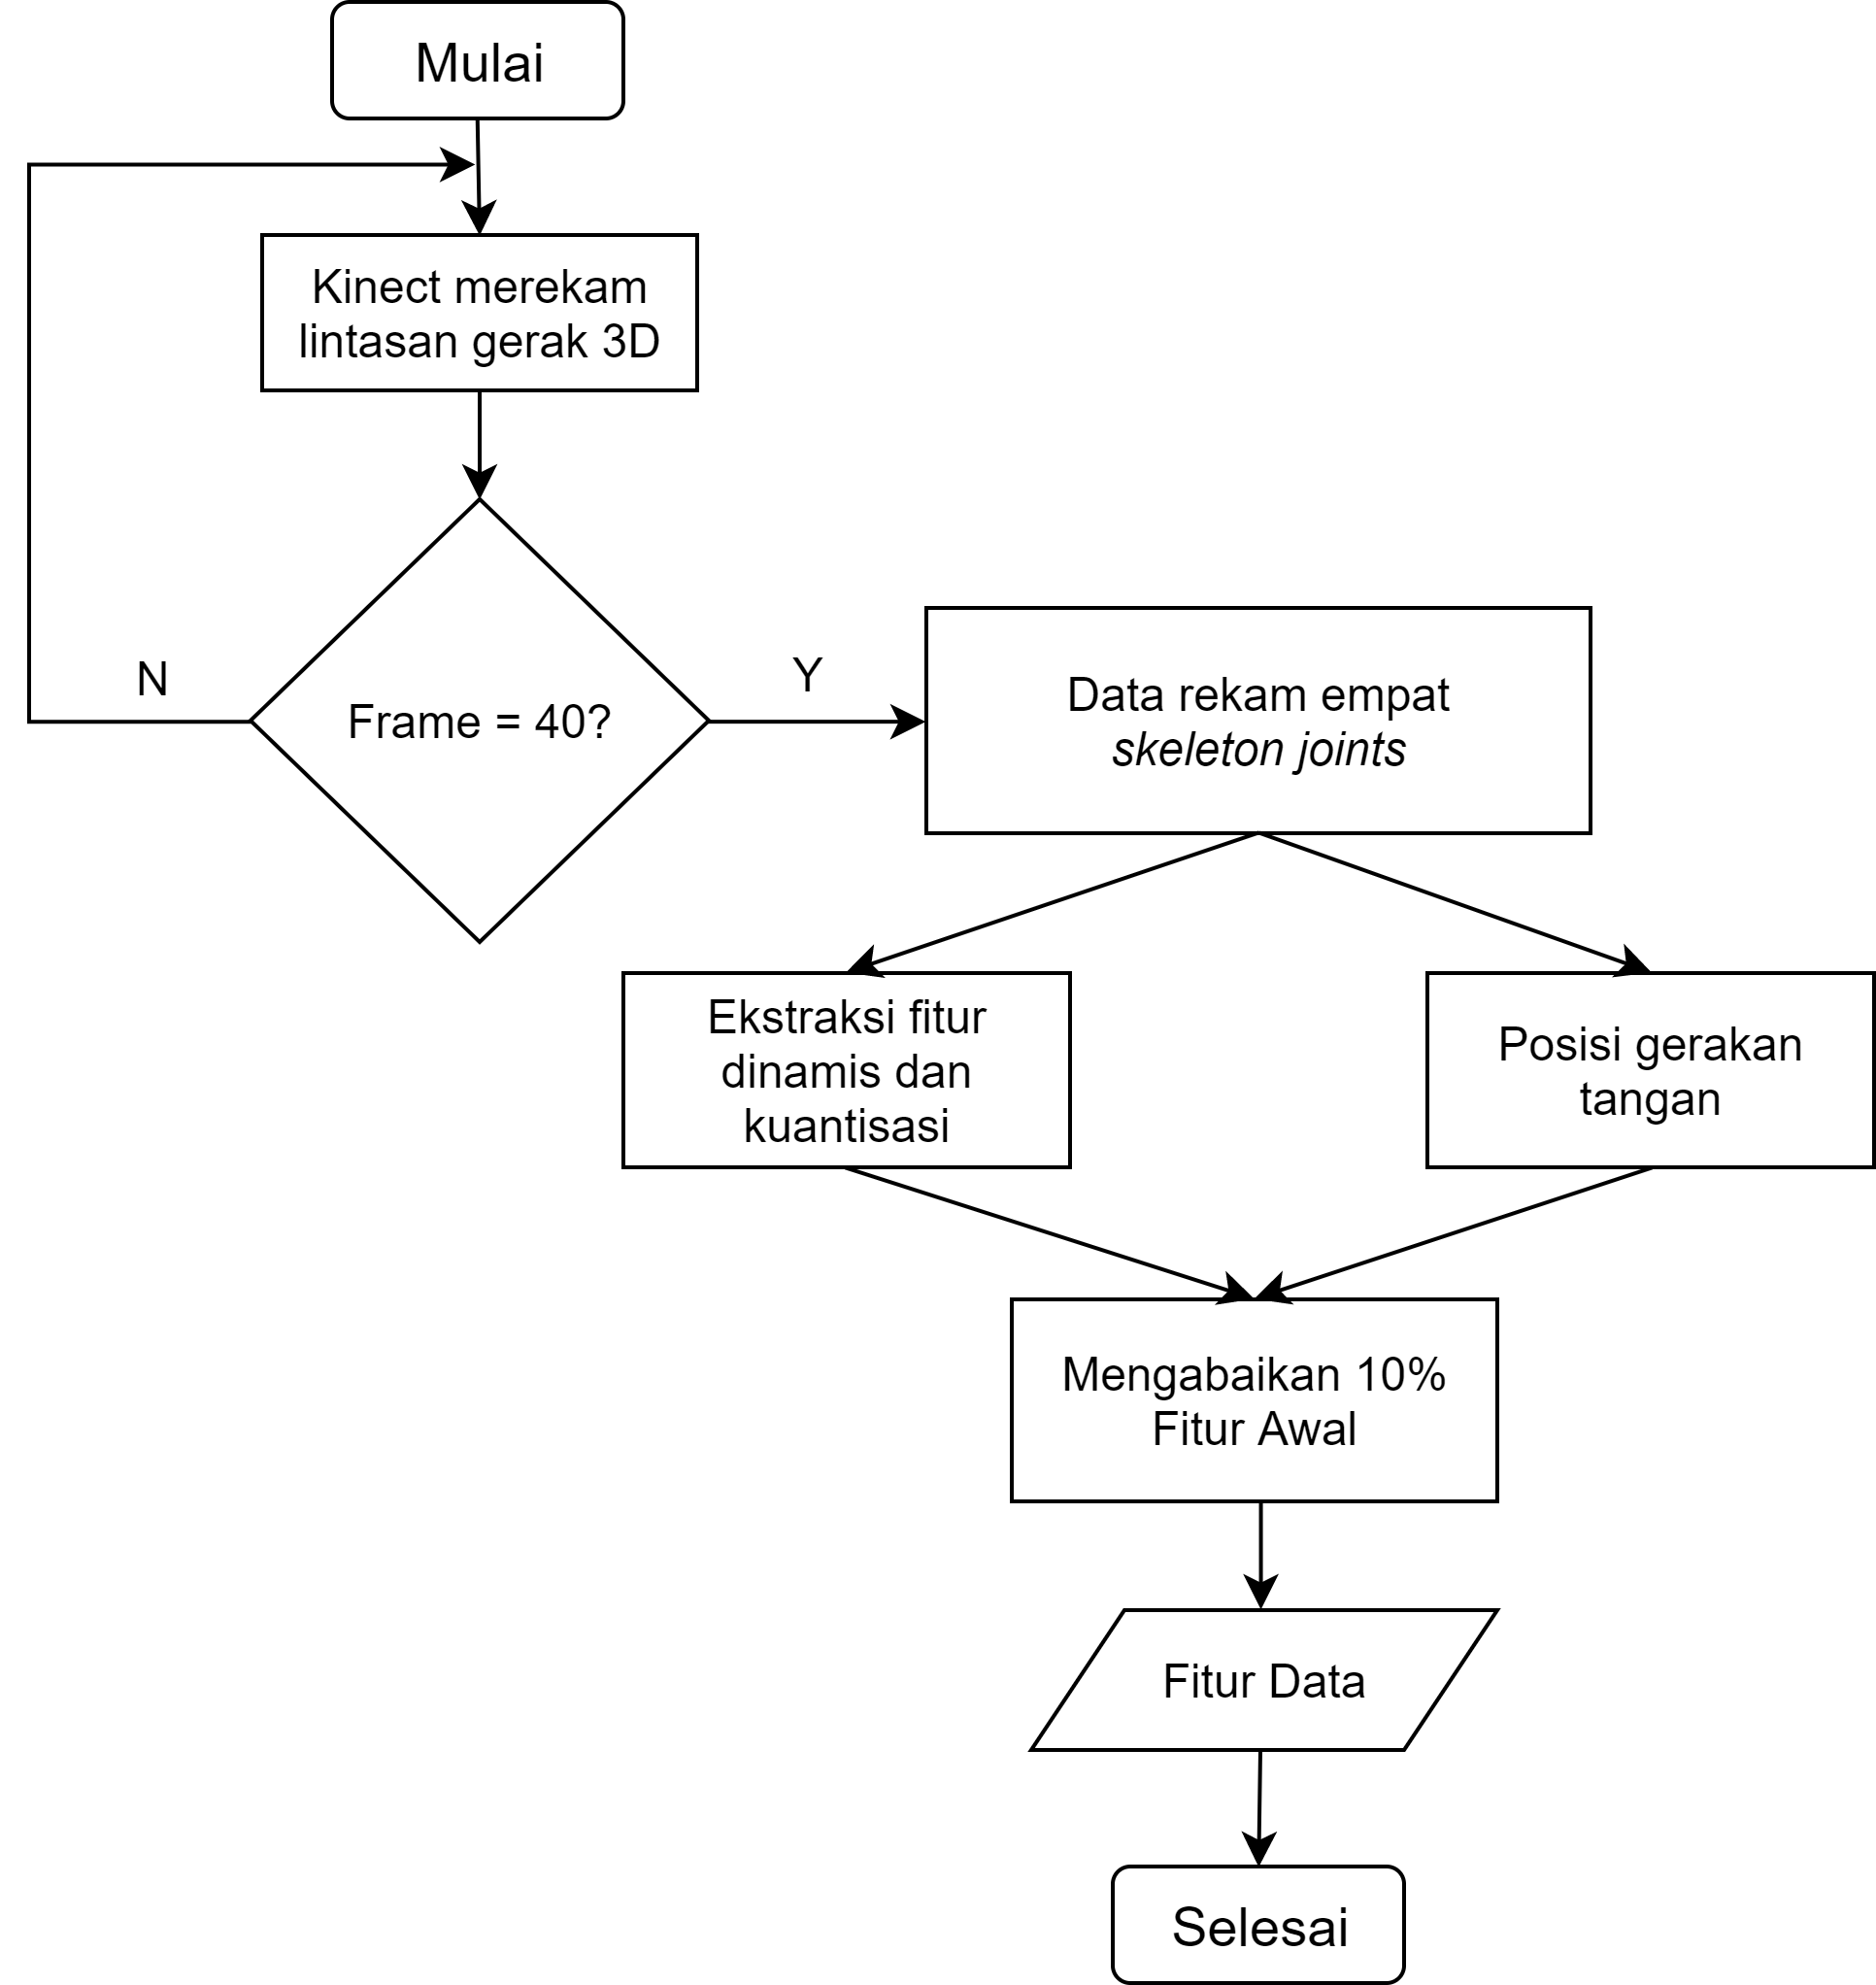 Mulai
Kinect merekam
lintasan gerak 3D
Frame = 40?
N
Y
Data rekam empat
skeleton joints
Ekstraksi fitur
dinamis dan
kuantisasi
Posisi gerakan
tangan
Mengabaikan 10%
Fitur Awal
Fitur Data
Selesai